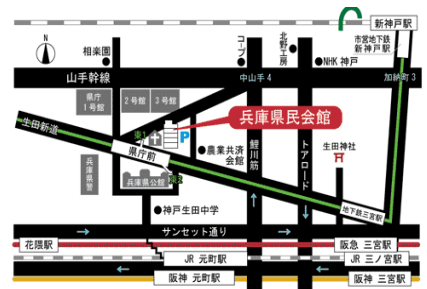 新神戸駅
市営地下鉄
新神戸駅
N
相楽園
コープ
北野工房
NHK 神戸
山手幹線
中山手 4
加納町 3
県庁
1号館
2号館
3号館
兵庫県民会館
生田新道
東1
P
県庁前
農業共済
会館
鯉川筋
トアロード
生田神社
兵庫県警
兵庫県公館
東2
神戸生田中学
地下鉄三宮駅
サンセット通り
花隈駅
阪急 三宮駅
JR 元町駅
JR 三ノ宮駅
阪神 元町駅
阪神 三宮駅